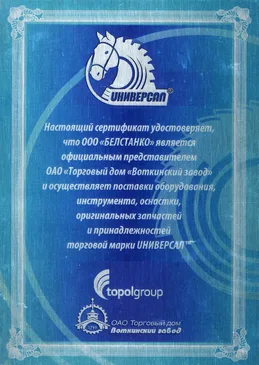 УНИВЕРСАЛ®
Настоящий сертификат удостоверяет,
что ООО «БЕЛСТАНКО» является
официальным представителем
ОАО «Торговый дом «Воткинский завод»
и осуществляет поставки оборудования,
инструмента, оснастки,
оригинальных запчастей
и принадлежностей
торговой марки УНИВЕРСАЛ™
topolgroup
ОАО Торговый дом
Воткинский завод